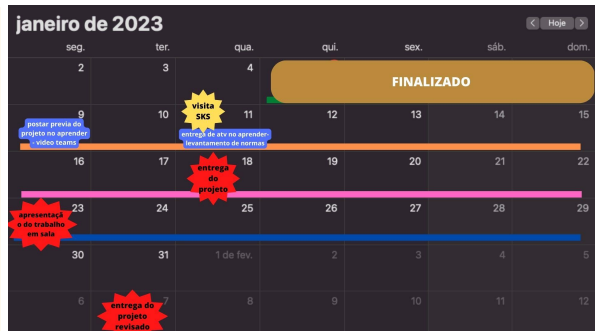 janeiro de 2023
< Hoje >
seg. ter. qua. qui. sex. sáb. dom.
2 3 4
FINALIZADO
9 10 11 12 13 14 15
visita
SKS
postar previa do
projeto no aprender
- video teams
entrega de atv no aprender-
levantamento de normas
16 17 18 19 20 21 22
entrega
do
projeto
23 24 25 26 27 28 29
apresentaçã
o do trabalho
em sala
30 31 1 de fev. 2 3 4 5
6 7 8 9 10 11 12
entrega do
projeto
revisado